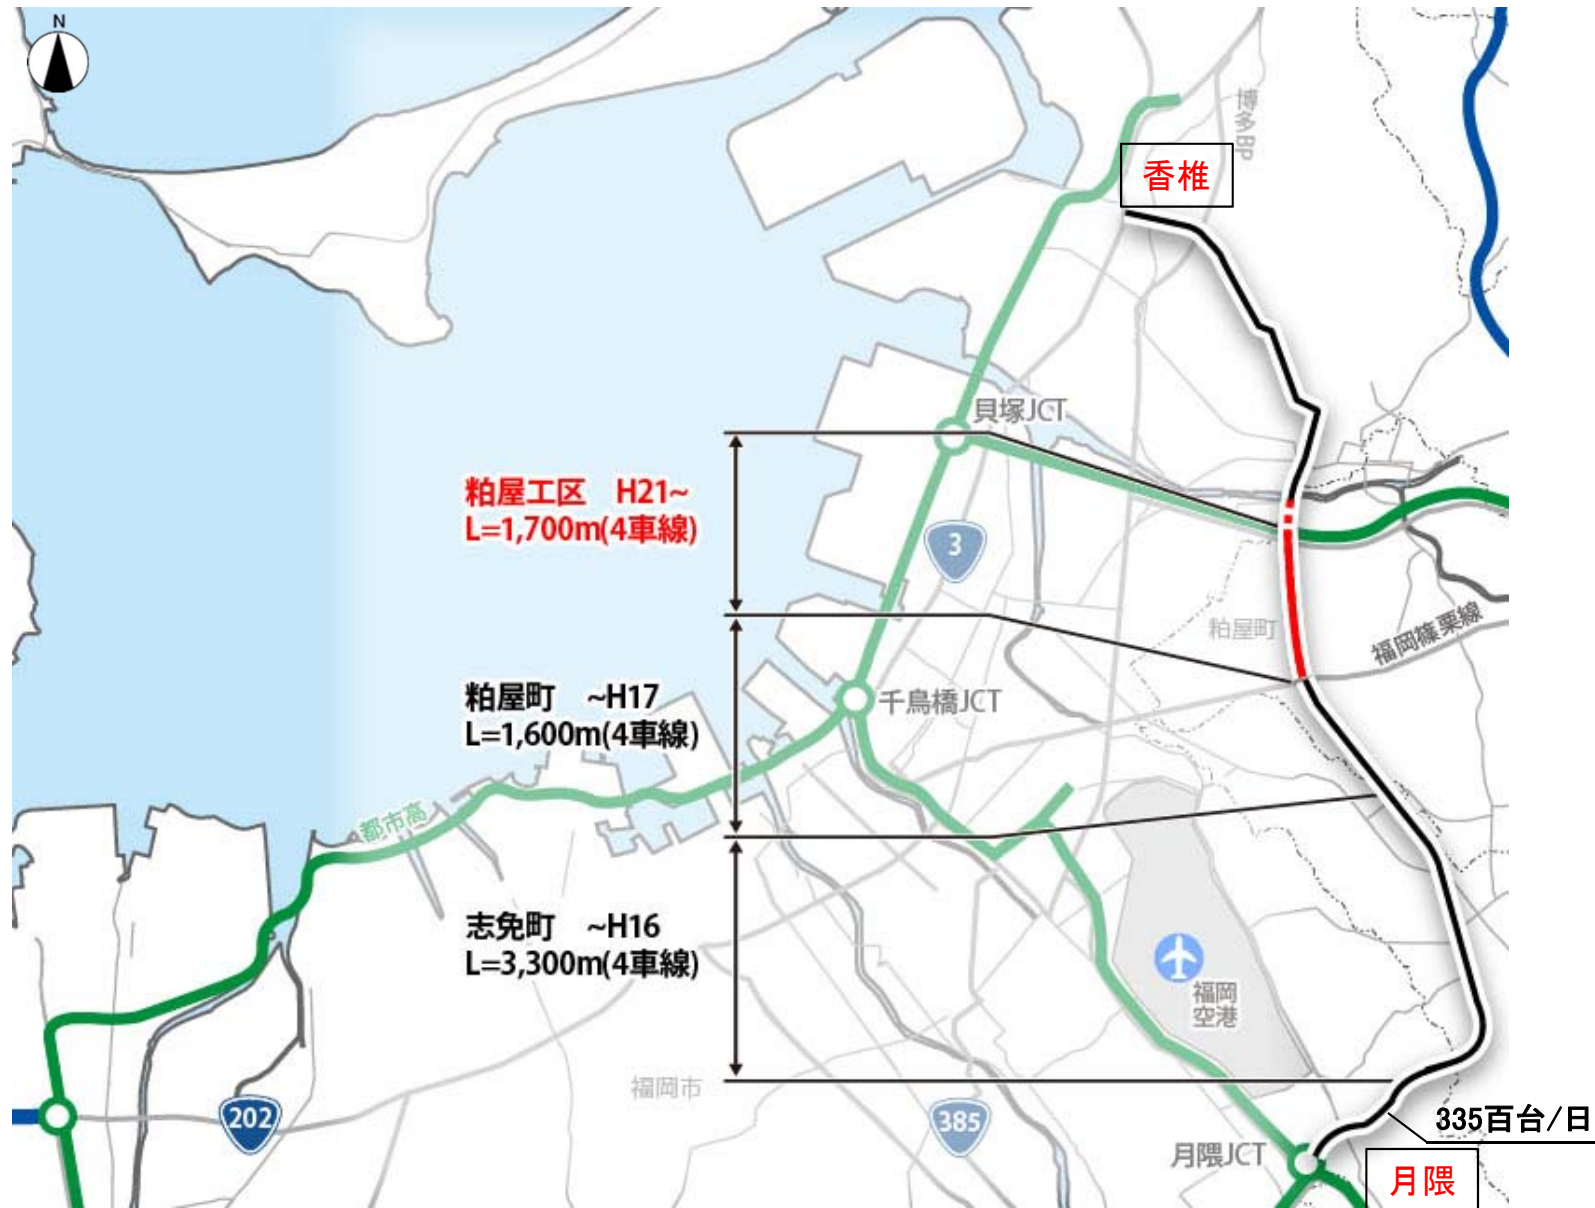 N
博多BP
香椎
貝塚JCT
粕屋工区 H21~
L=1,700m(4車線)
3
粕屋町
福岡篠栗線
粕屋町 ~H17
L=1,600m(4車線)
千鳥橋JCT
都市高
志免町 ~H16
L=3,300m(4車線)
福岡
空港
福岡市
202
385
335百台/日
月隈JCT
月隈